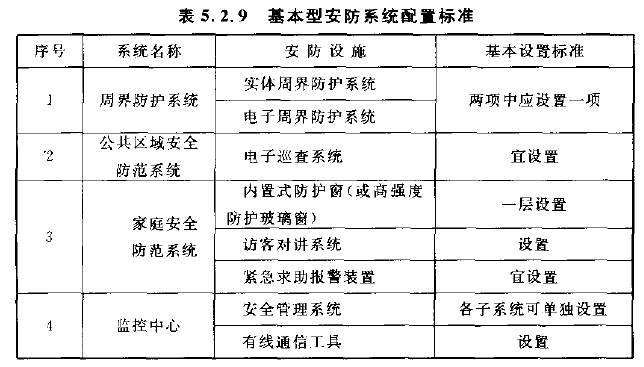 表 5.2.9 基本型安防系统配置标准
序号 系统名称 安防设施 基本设置标准
1 周界防护系统 实体周界防护系统 两项中应设置一项
电子周界防护系统
2 公共区域安全
防范系统 电子巡查系统 宜设置
3 家庭安全
防范系统 内置式防护窗(或高强度
防护玻璃窗) 一层设置
访客对讲系统 设置
紧急求助报警装置 宜设置
4 监控中心 安全管理系统 各子系统可单独设置
有线通信工具 设置